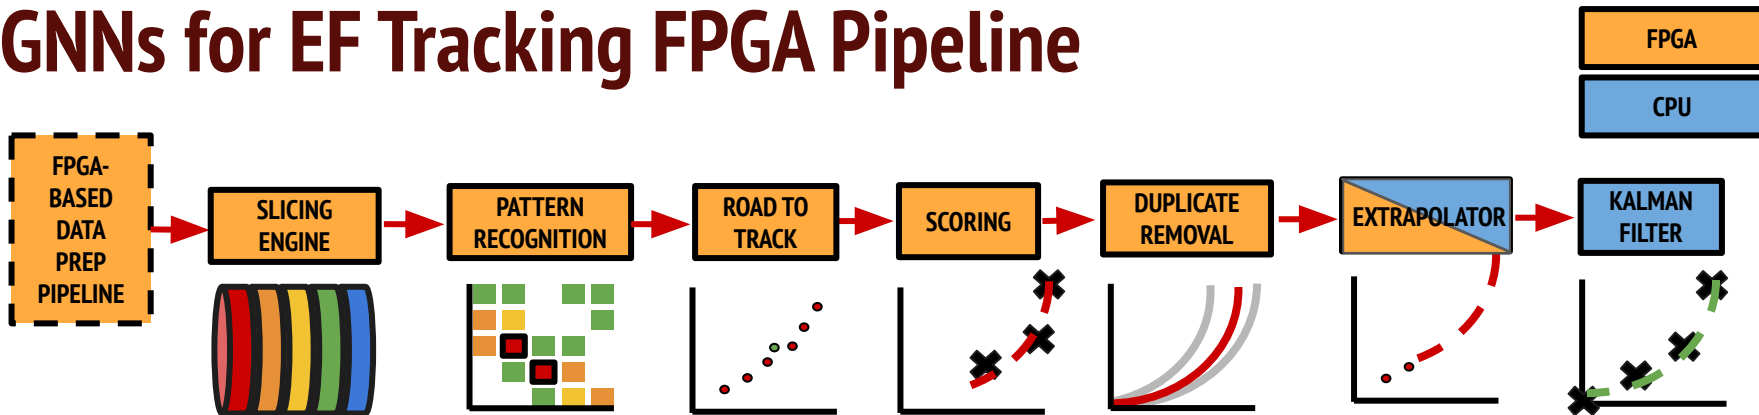 GNNs for EF Tracking FPGA Pipeline
FPGA
CPU
FPGA-
BASED
DATA
PREP
PIPELINE
SLICING
ENGINE
PATTERN
RECOGNITION
ROAD TO
TRACK
SCORING
DUPLICATE
REMOVAL
EXTRAPOLATOR
KALMAN
FILTER